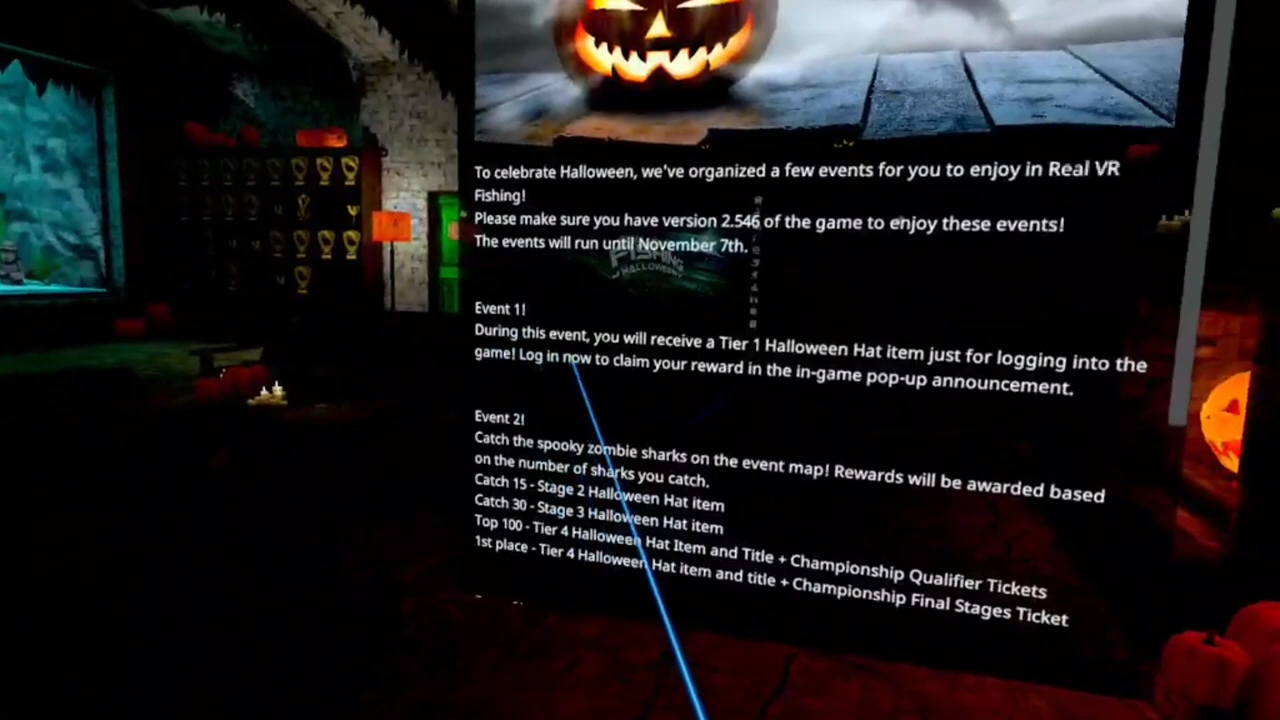 To celebrate Halloween, we've organized a few events for you to enjoy in Real VR
Fishing!
Please make sure you have version 2.546 of the game to enjoy these events!
The events will run until November 7th.
FISHING
HALLOWEEN
Event 1!
During this event, you will receive a Tier 1 Halloween Hat item just for logging into the
game! Log in now to claim your reward in the in-game pop-up announcement.
Event 2!
Catch the spooky zombie sharks on the event map! Rewards will be awarded based
on the number of sharks you catch.
Catch 15 - Stage 2 Halloween Hat item
Catch 30 - Stage 3 Halloween Hat item
Top 100 - Tier 4 Halloween Hat Item and Title + Championship Qualifier Tickets
1st place - Tier 4 Halloween Hat item and title + Championship Final Stages Ticket